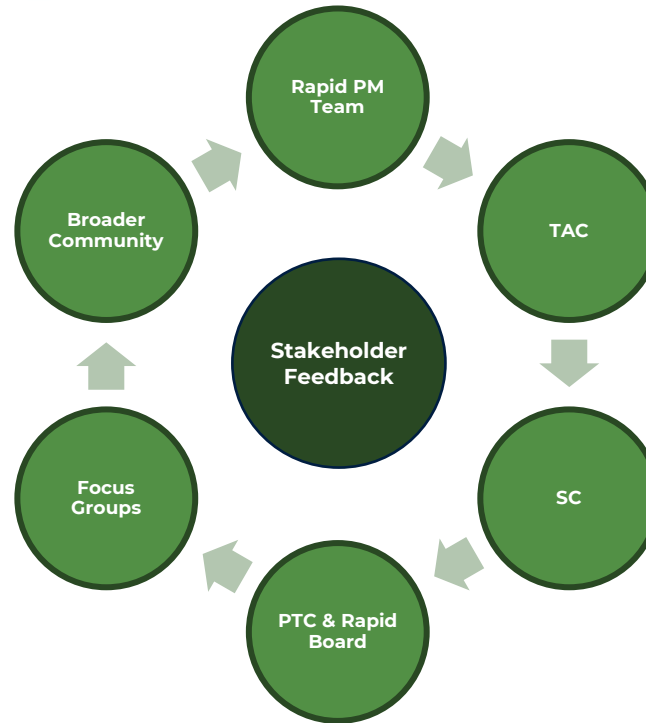 Rapid PM
Team
TAC
Broader
Community
Stakeholder
Feedback
Focus
Groups
SC
PTC & Rapid
Board